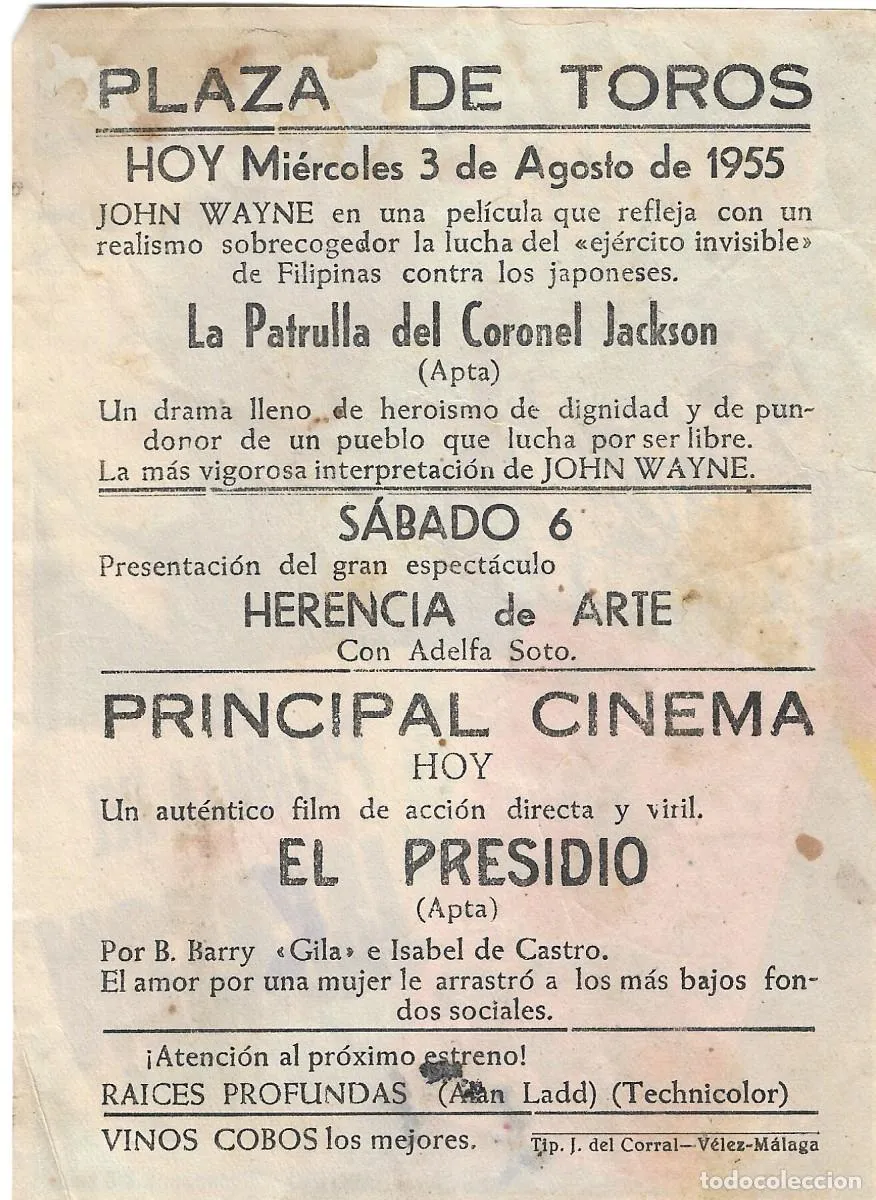 PLAZA DE TOROS
HOY Miércoles 3 de Agosto de 1955
JOHN WAYNE en una película que refleja con un
realismo sobrecogedor la lucha del «ejército invisible»
de Filipinas contra los japoneses.
La Patrulla del Coronel Jackson
(Apta)
Un drama lleno de heroismo de dignidad y de pun-
donor de un pueblo que lucha por ser libre.
La más vigorosa interpretación de JOHN WAYNE.
SÁBADO 6
Presentación del gran espectáculo
HERENCIA de ARTE
Con Adelfa Soto.
PRINCIPAL CINEMA
HOY
Un auténtico film de acción directa y viril.
EL PRESIDIO
(Apta)
Por B. Barry «Gila» e Isabel de Castro.
El amor por una mujer le arrastró a los más bajos fon-
dos sociales.
¡Atención al próximo estreno!
RAICES PROFUNDAS (Alan Ladd) (Technicolor)
VINOS COBOS los mejores. Tip. J. del Corral—Vélez-Málaga
todocoleccion